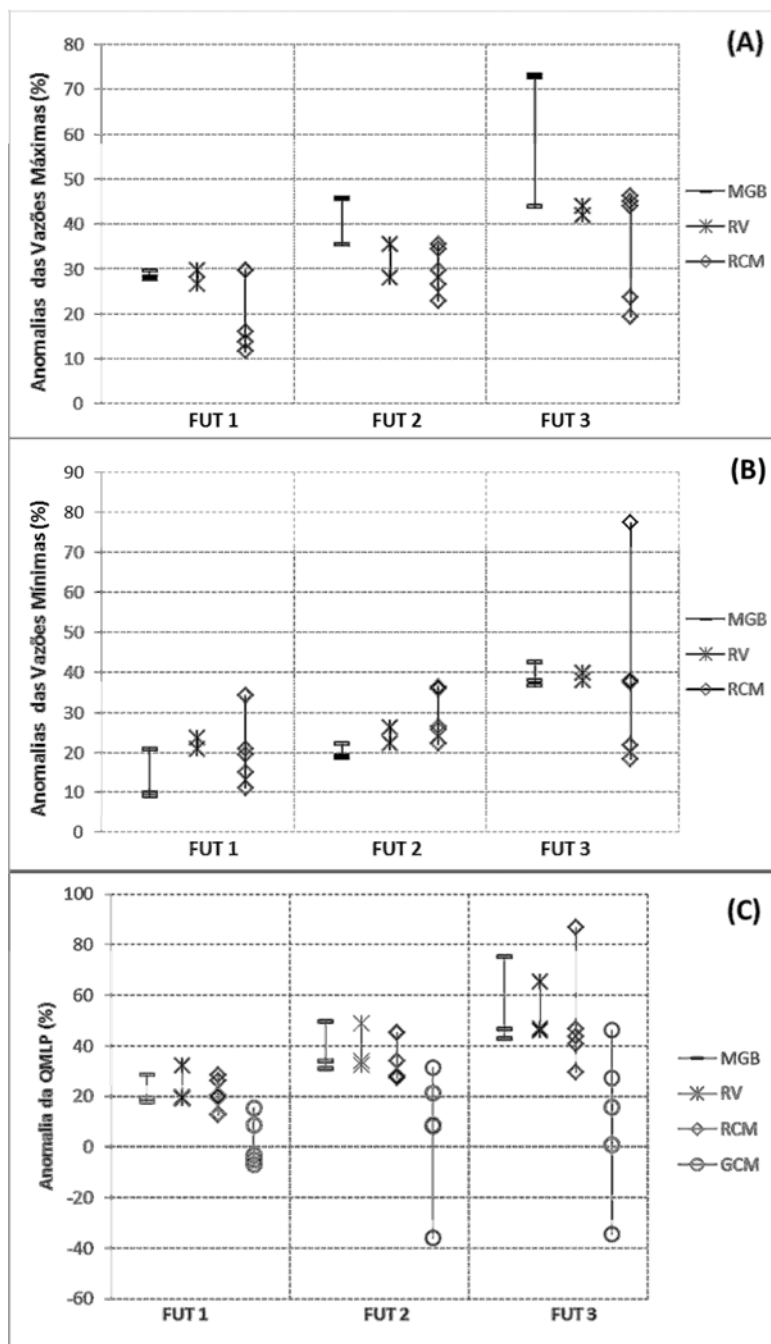 (A)
Anomalias das Vazões Máximas (%)
80
70
60
50
40
30
20
10
0
FUT 1 FUT 2 FUT 3
MGB
RV
RCM
(B)
Anomalias das Vazões Mínimas (%)
90
80
70
60
50
40
30
20
10
0
FUT 1 FUT 2 FUT 3
MGB
RV
RCM
(C)
Anomalia da QMLP (%)
100
80
60
40
20
0
-20
-40
-60
FUT 1 FUT 2 FUT 3
MGB
RV
RCM
GCM